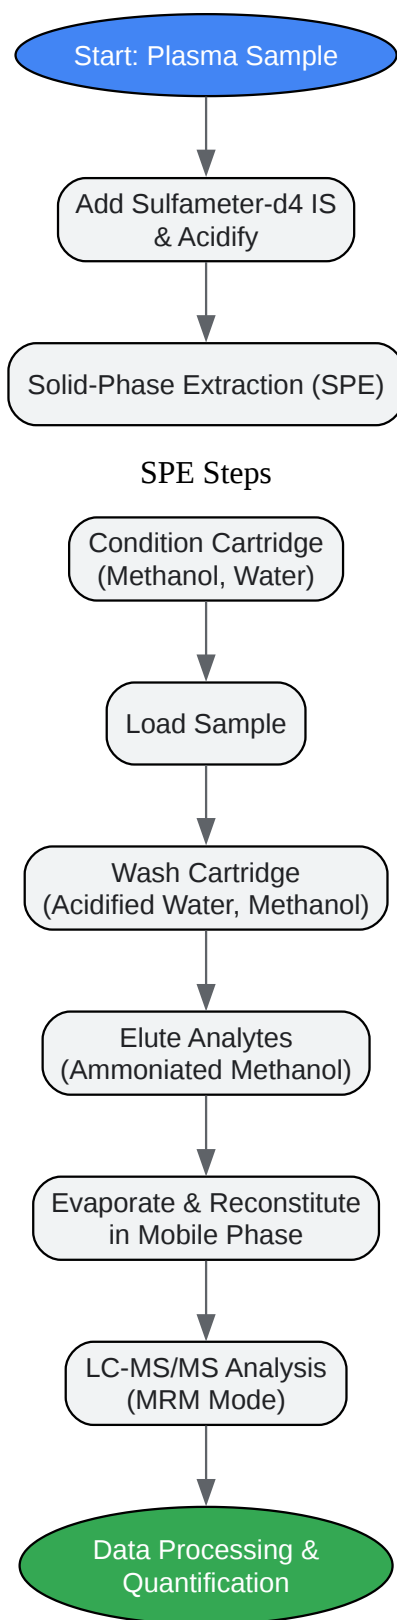 Start: Plasma Sample
Add Sulfameter-d4 IS
& Acidify
Solid-Phase Extraction (SPE)
SPE Steps
Condition Cartridge
(Methanol, Water)
Load Sample
Wash Cartridge
(Acidified Water, Methanol)
Elute Analytes
(Ammoniated Methanol)
Evaporate & Reconstitute
in Mobile Phase
LC-MS/MS Analysis
(MRM Mode)
Data Processing &
Quantification